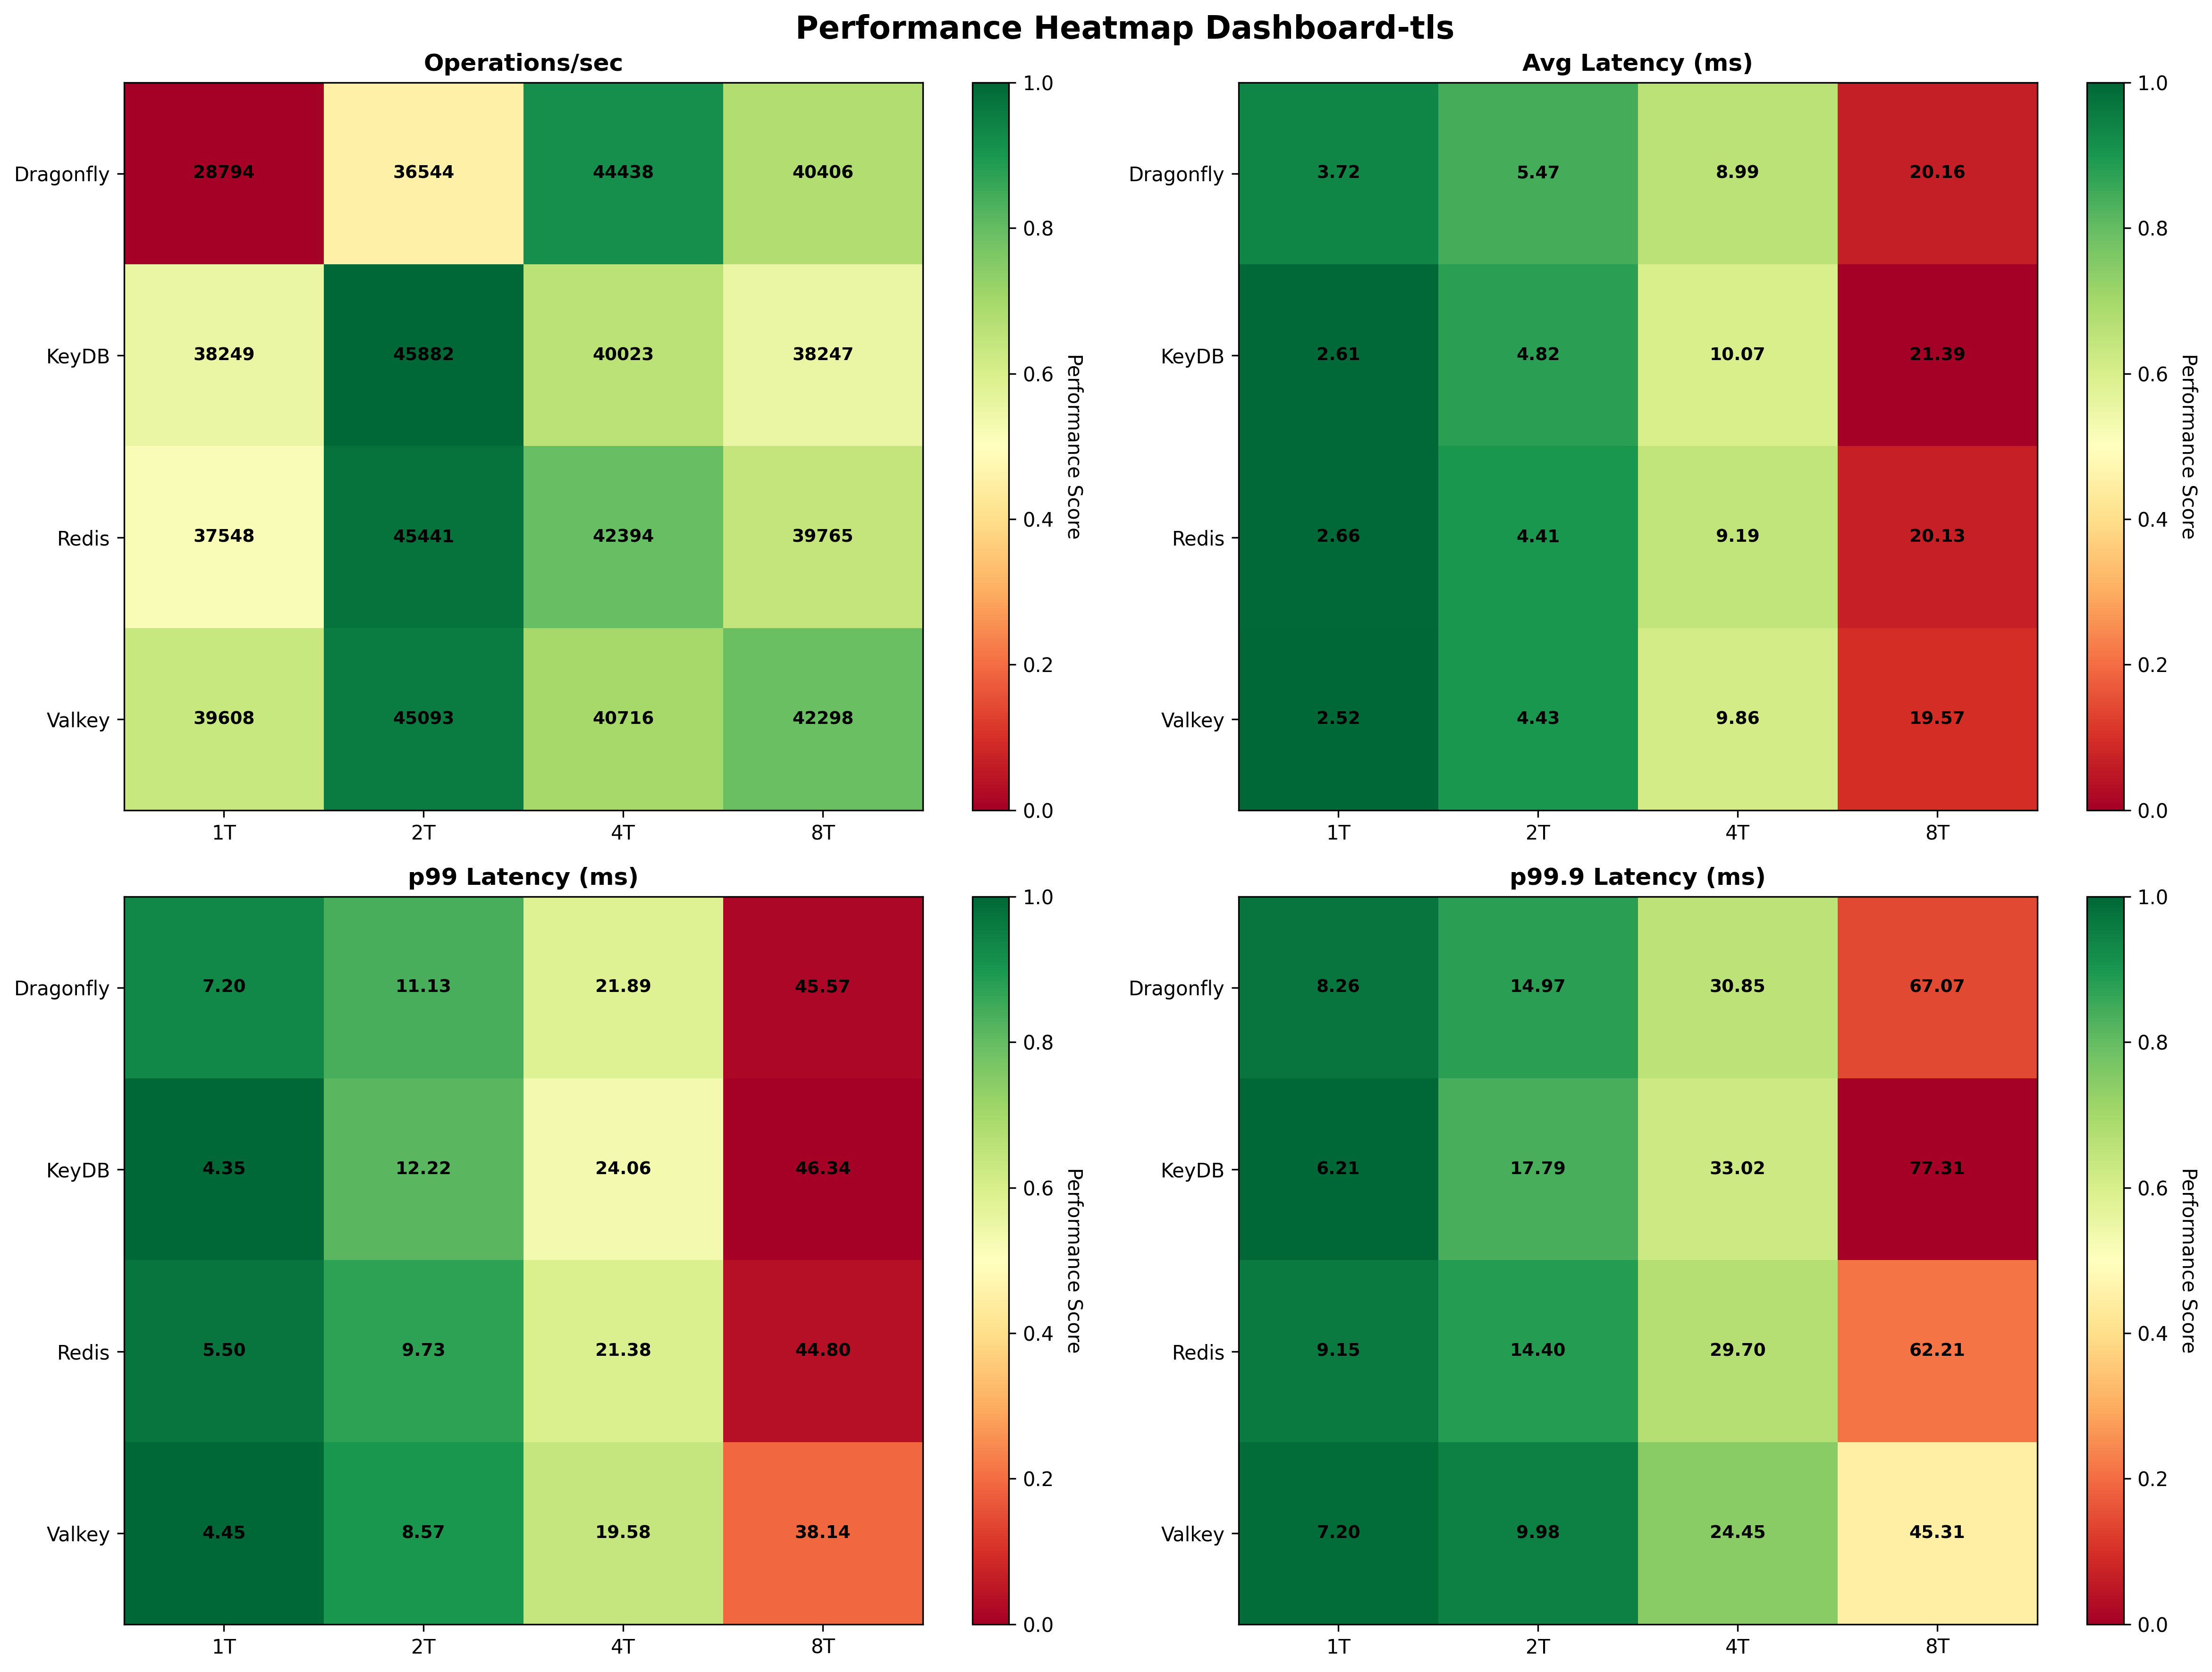 Performance Heatmap Dashboard-tls
Operations/sec
Dragonfly 28794 36544 44438 40406
KeyDB 38249 45882 40023 38247
Redis 37548 45441 42394 39765
Valkey 39608 45093 40716 42298
1T 2T 4T 8T
1.0
0.8
0.6
0.4
0.2
0.0
Performance Score
Avg Latency (ms)
Dragonfly 3.72 5.47 8.99 20.16
KeyDB 2.61 4.82 10.07 21.39
Redis 2.66 4.41 9.19 20.13
Valkey 2.52 4.43 9.86 19.57
1T 2T 4T 8T
1.0
0.8
0.6
0.4
0.2
0.0
Performance Score
p99 Latency (ms)
Dragonfly 7.20 11.13 21.89 45.57
KeyDB 4.35 12.22 24.06 46.34
Redis 5.50 9.73 21.38 44.80
Valkey 4.45 8.57 19.58 38.14
1T 2T 4T 8T
1.0
0.8
0.6
0.4
0.2
0.0
Performance Score
p99.9 Latency (ms)
Dragonfly 8.26 14.97 30.85 67.07
KeyDB 6.21 17.79 33.02 77.31
Redis 9.15 14.40 29.70 62.21
Valkey 7.20 9.98 24.45 45.31
1T 2T 4T 8T
1.0
0.8
0.6
0.4
0.2
0.0
Performance Score